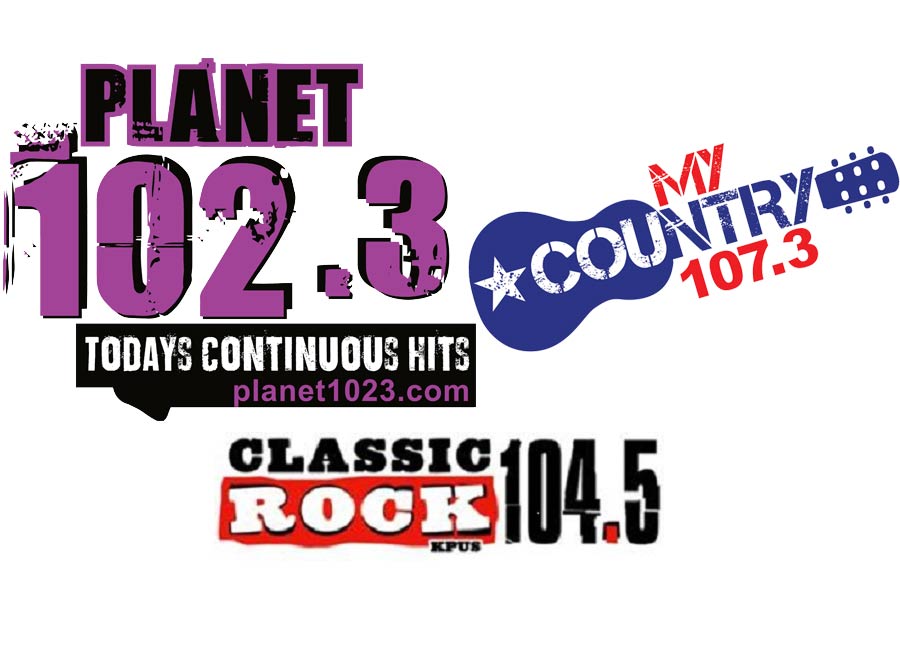 PLANET
102.3
TODAYS CONTINUOUS HITS
planet1023.com
MY
COUNTRY
107.3
CLASSIC
ROCK
KPUS
104.5